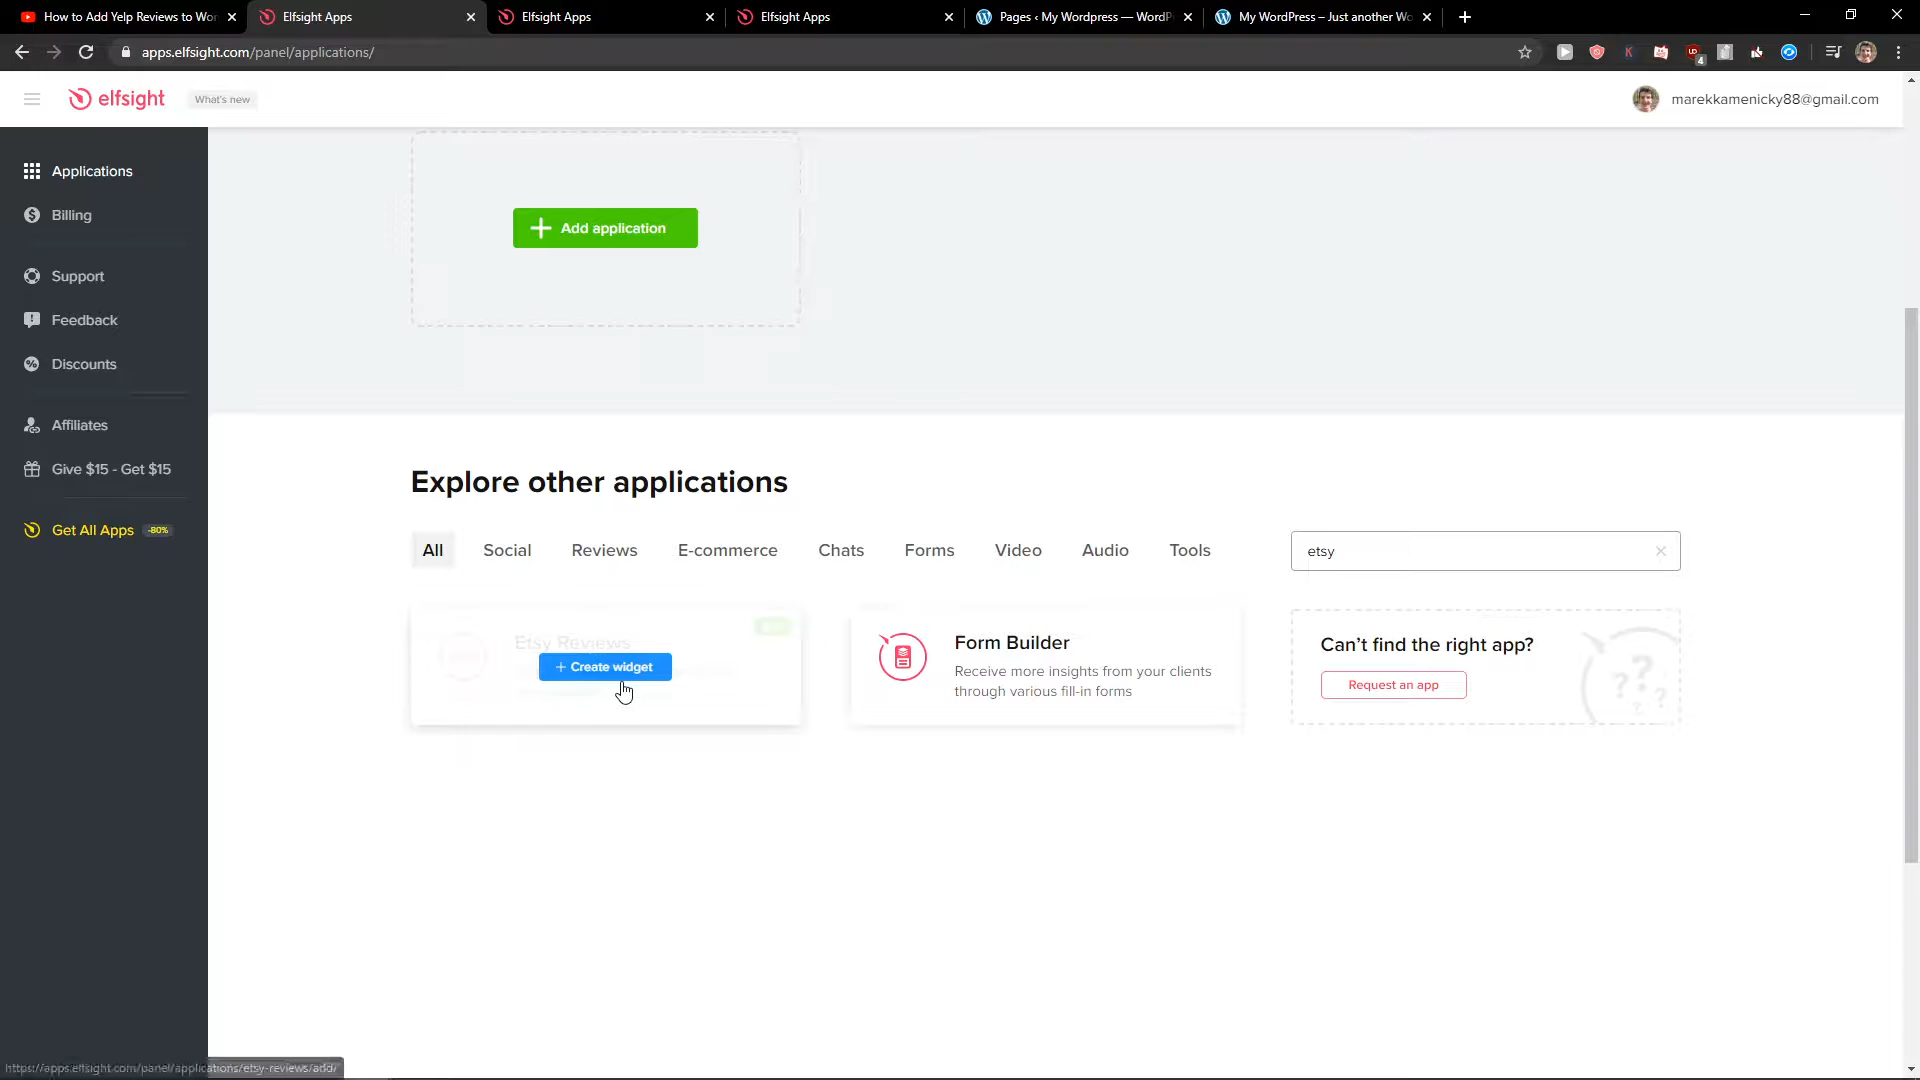 How to Add Yelp Reviews to Wor
Elfsight Apps
Elfsight Apps
Elfsight Apps
Pages ‹ My Wordpress — WordP
My WordPress – Just another Wo
apps.elfsight.com/panel/applications/
elfsight
What's new
marekkamenicky88@gmail.com
Applications
Billing
Support
Feedback
Discounts
Affiliates
Give $15 - Get $15
Get All Apps -80%
+ Add application
Explore other applications
All
Social
Reviews
E-commerce
Chats
Forms
Video
Audio
Tools
etsy
Etsy Reviews
+ Create widget
Form Builder
Receive more insights from your clients
through various fill-in forms
Can't find the right app?
Request an app
https://apps.elfsight.com/panel/applications/etsy-reviews/add/